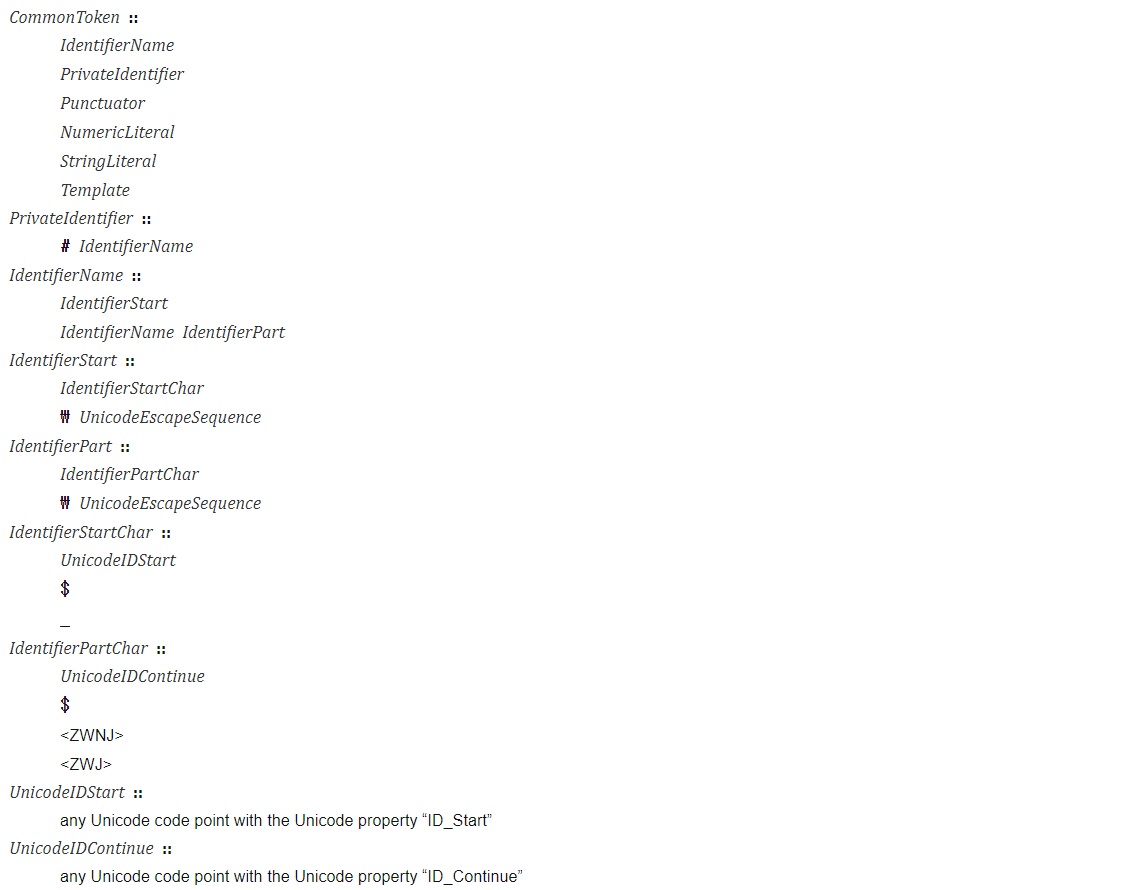 CommonToken ::
IdentifierName
PrivateIdentifier
Punctuator
NumericLiteral
StringLiteral
Template
PrivateIdentifier ::
# IdentifierName
IdentifierName ::
IdentifierStart
IdentifierName IdentifierPart
IdentifierStart ::
IdentifierStartChar
₩ UnicodeEscapeSequence
IdentifierPart ::
IdentifierPartChar
₩ UnicodeEscapeSequence
IdentifierStartChar ::
UnicodeIDStart
$
_
IdentifierPartChar ::
UnicodeIDContinue
$
<ZWNJ>
<ZWJ>
UnicodeIDStart ::
any Unicode code point with the Unicode property “ID_Start”
UnicodeIDContinue ::
any Unicode code point with the Unicode property “ID_Continue”